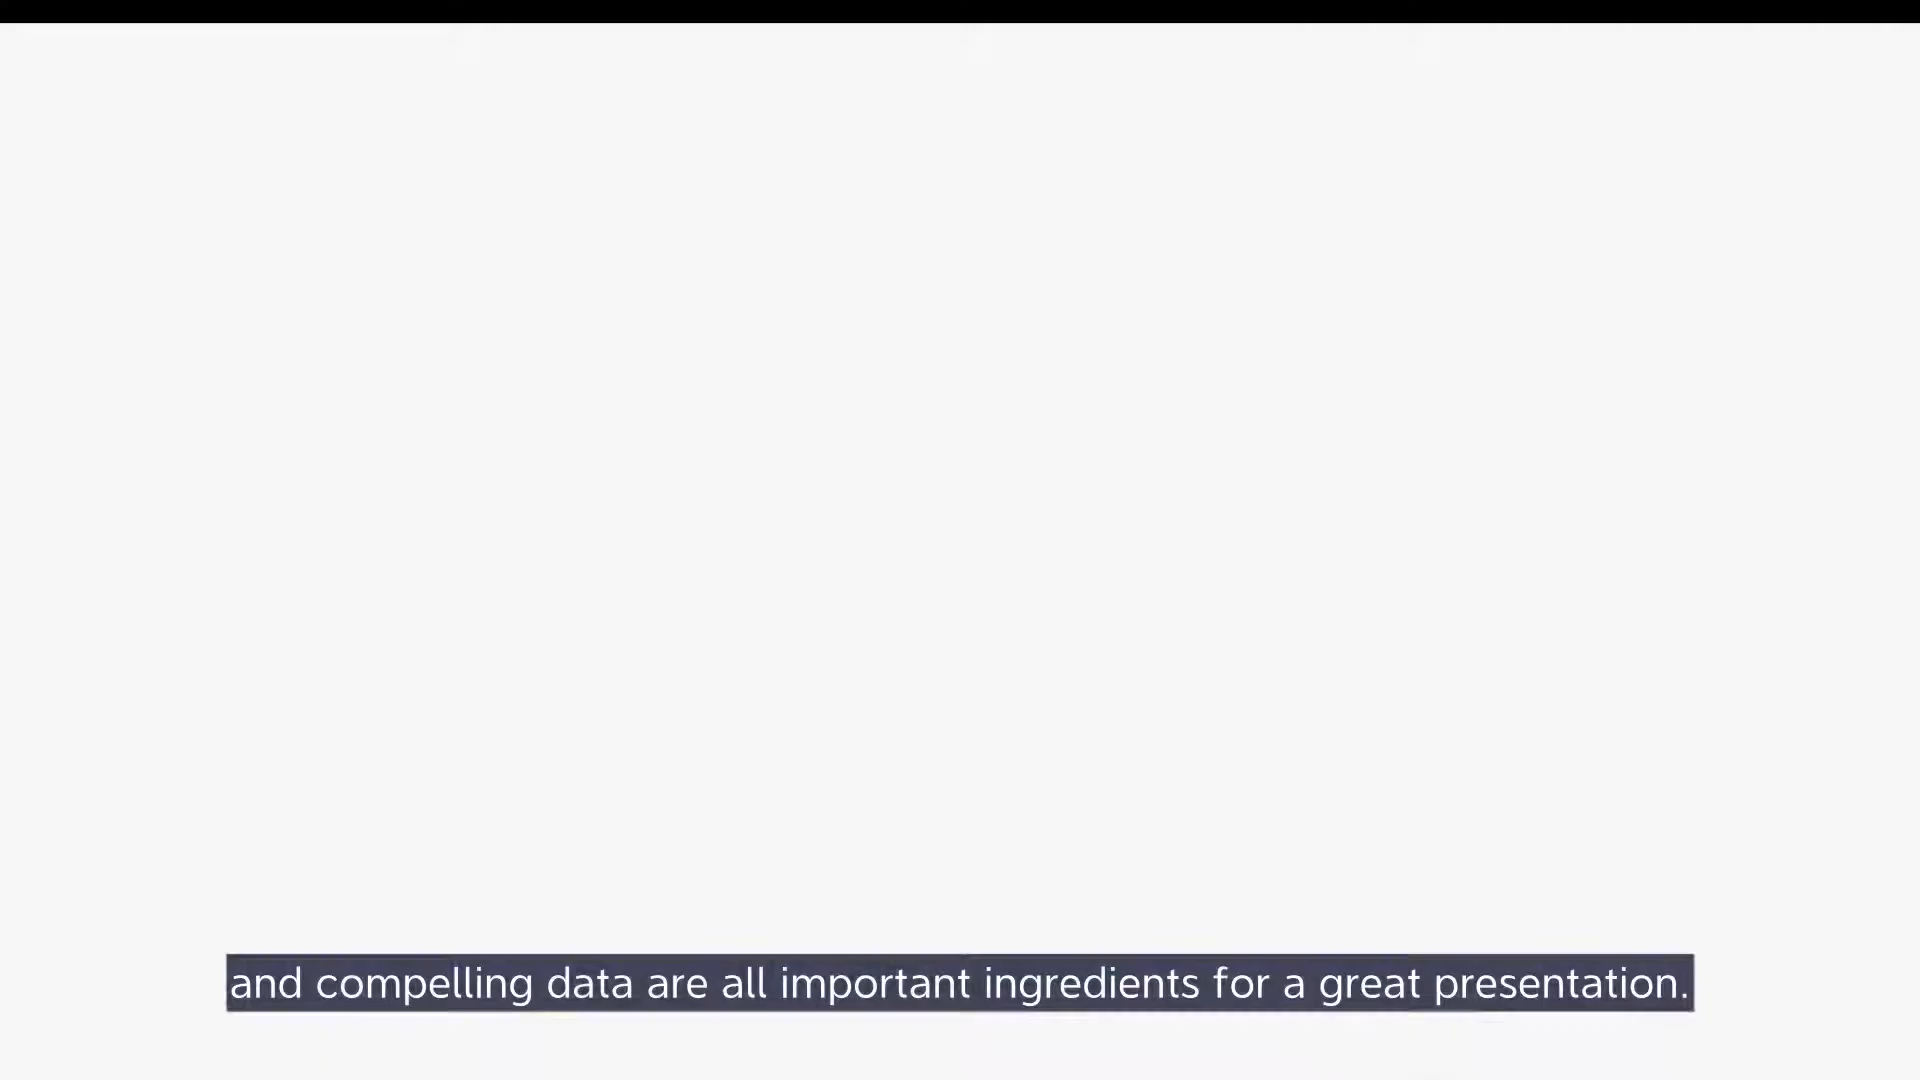 and compelling data are all important ingredients for a great presentation.